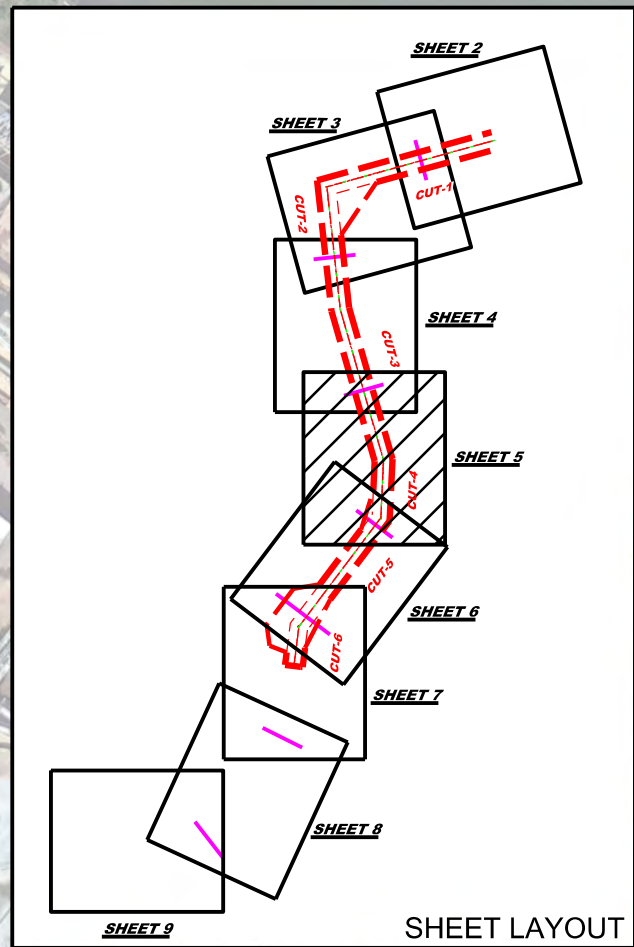 SHEET 2
SHEET 3
CUT-1
CUT-2
SHEET 4
CUT-3
SHEET 5
CUT-4
CUT-5
SHEET 6
CUT-6
SHEET 7
SHEET 8
SHEET 9
SHEET LAYOUT